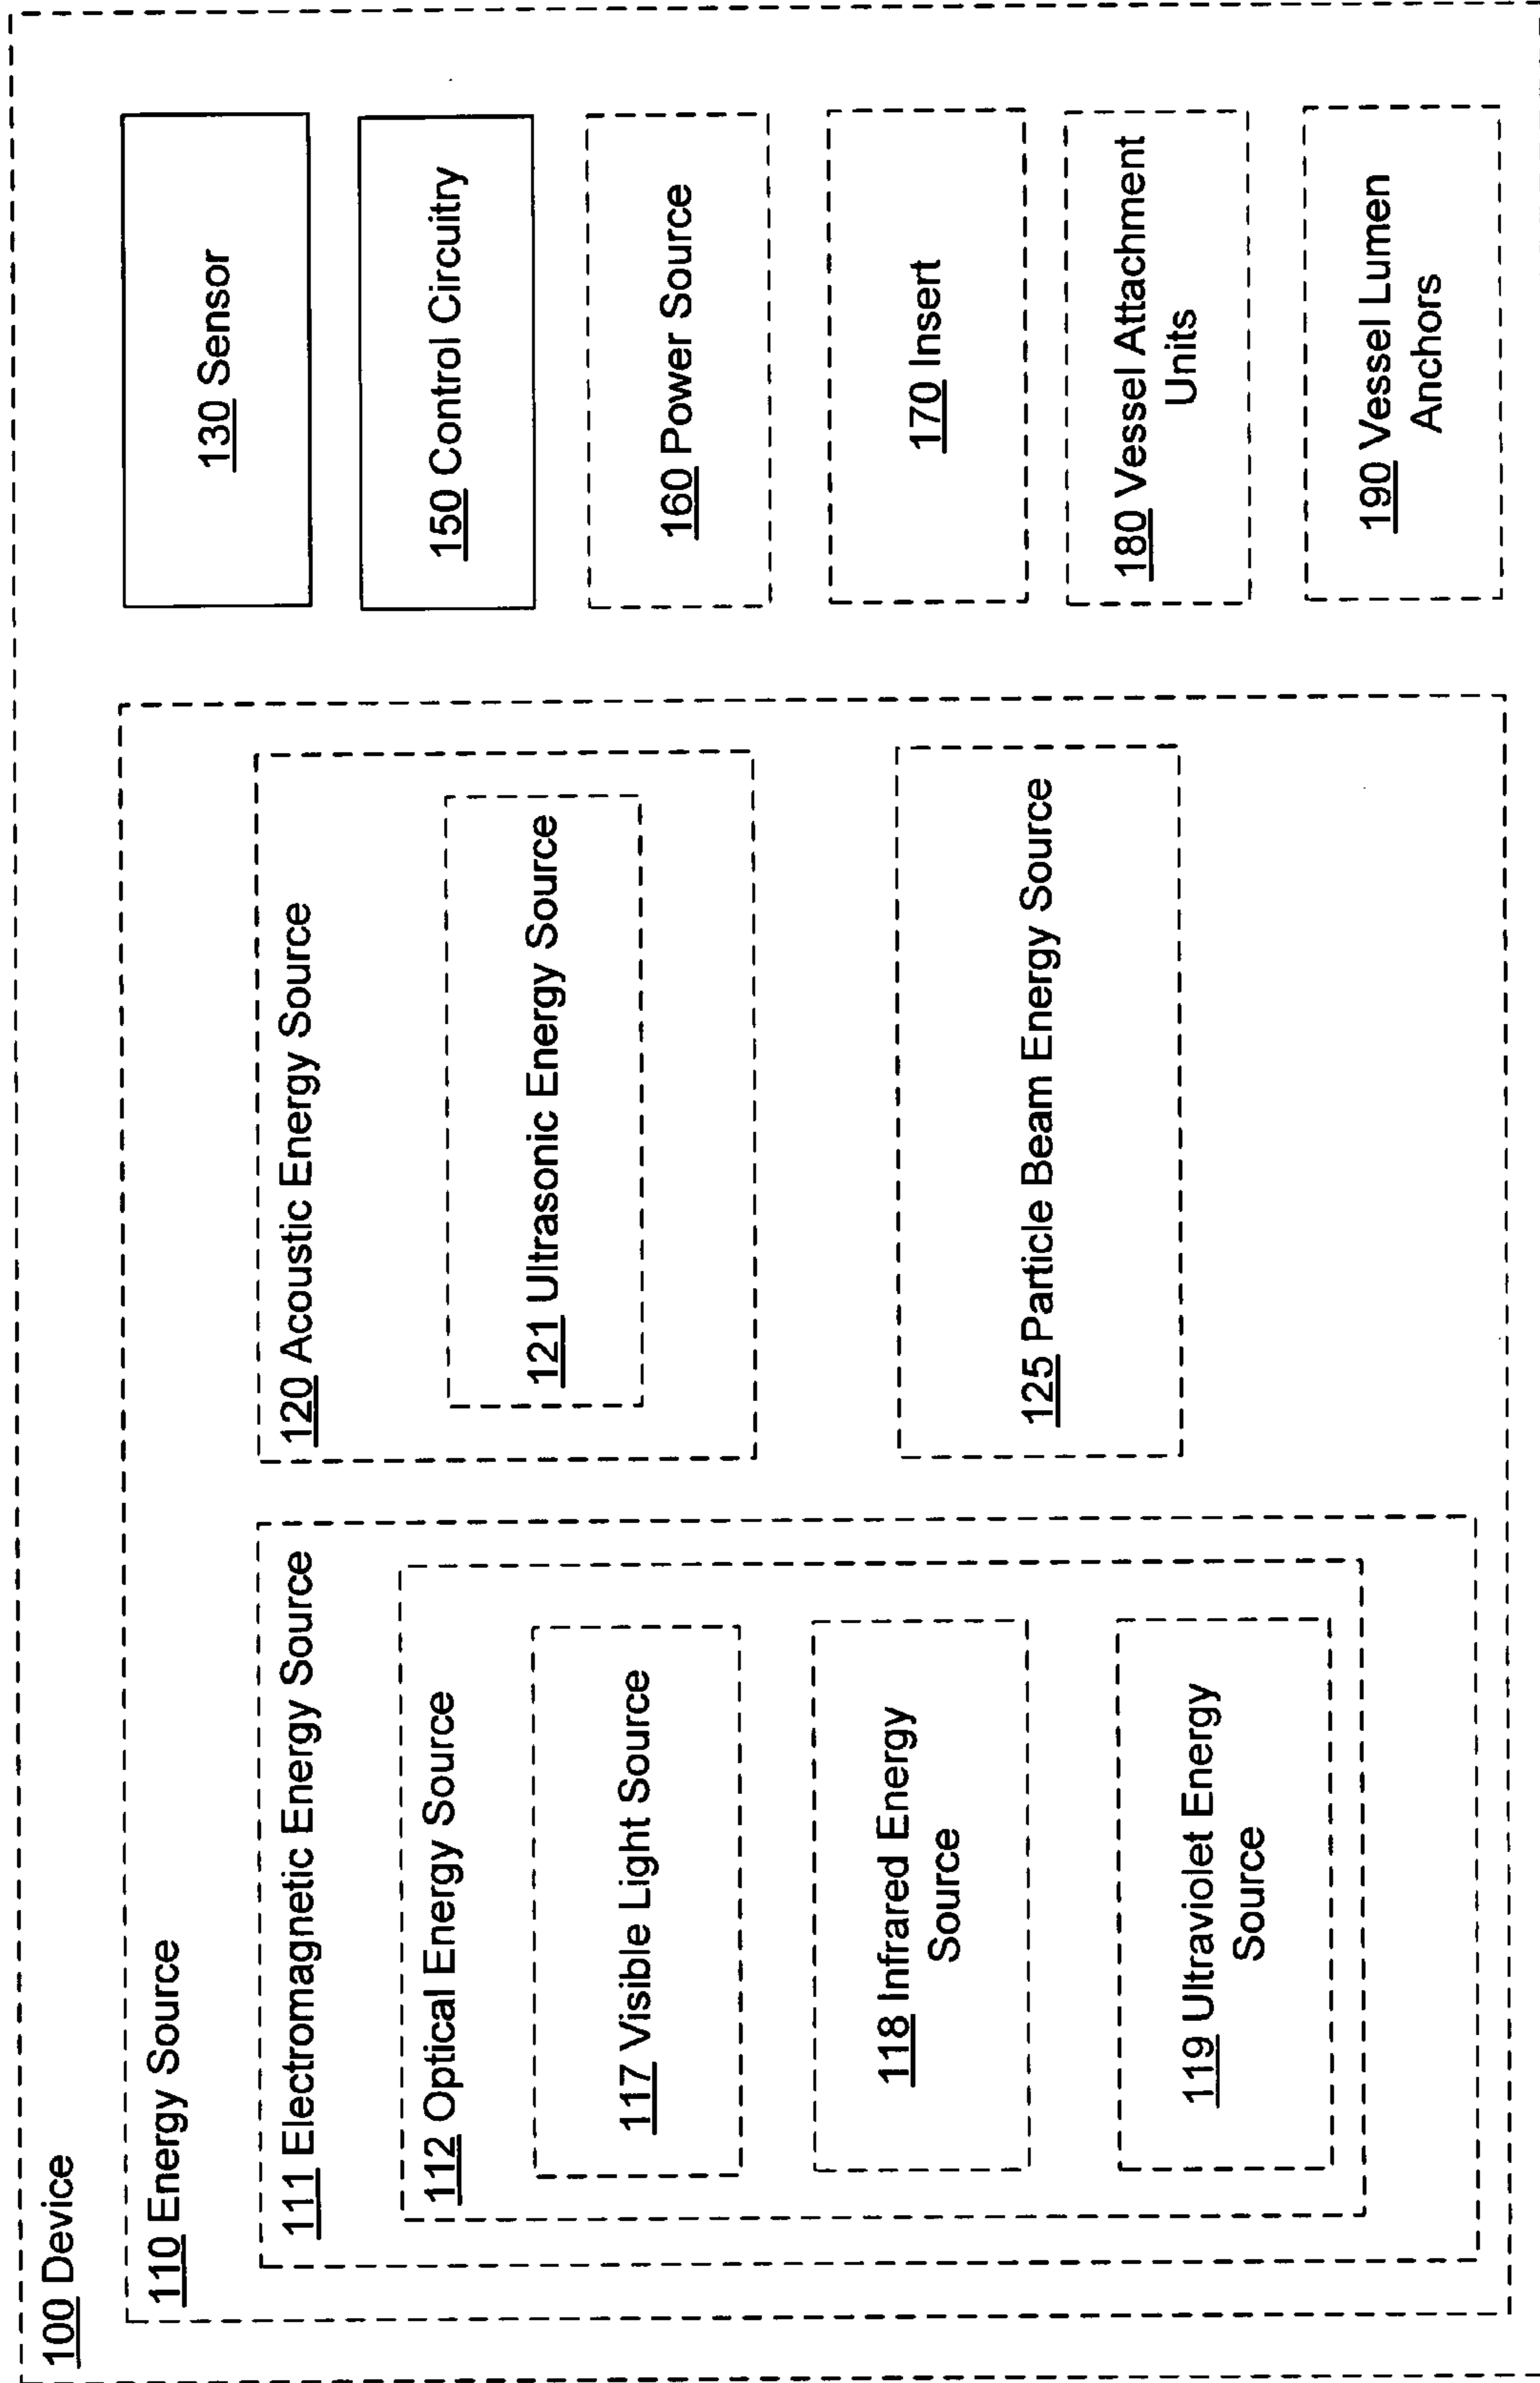 100 Device
110 Energy Source
111 Electromagnetic Energy Source
112 Optical Energy Source
117 Visible Light Source
118 Infrared Energy
Source
119 Ultraviolet Energy
Source
120 Acoustic Energy Source
121 Ultrasonic Energy Source
125 Particle Beam Energy Source
130 Sensor
150 Control Circuitry
160 Power Source
170 Insert
180 Vessel Attachment
Units
190 Vessel Lumen
Anchors